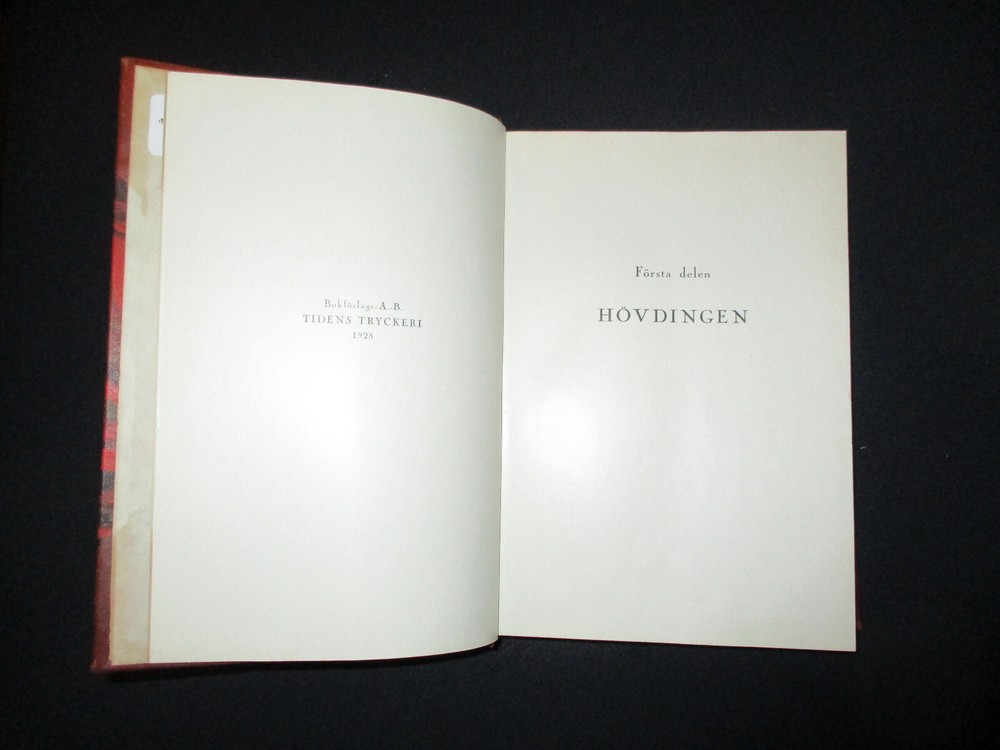 Bokförlags-A.-B.
TIDENS TRYCKERI
1928
Första delen
HÖVDINGEN